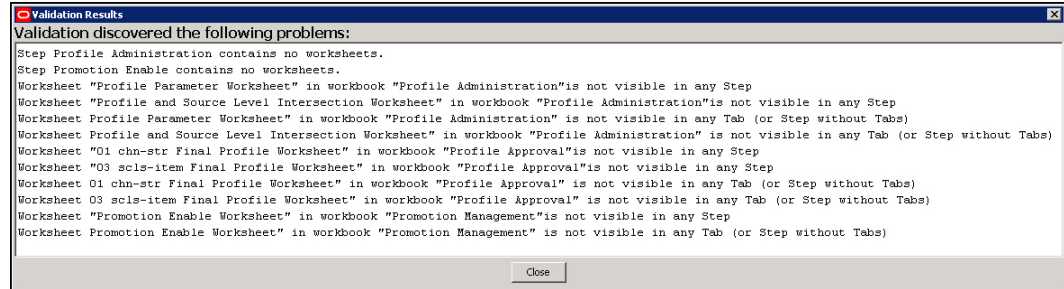 Validation Results
Validation discovered the following problems:
Step Profile Administration contains no worksheets.
Step Promotion Enable contains no worksheets.
Worksheet "Profile Parameter Worksheet" in workbook "Profile Administration"is not visible in any Step
Worksheet "Profile and Source Level Intersection Worksheet" in workbook "Profile Administration"is not visible in any Step
Worksheet Profile Parameter Worksheet" in workbook "Profile Administration" is not visible in any Tab (or Step without Tabs)
Worksheet Profile and Source Level Intersection Worksheet" in workbook "Profile Administration" is not visible in any Tab (or Step without Tabs)
Worksheet "01 chn-str Final Profile Worksheet" in workbook "Profile Approval"is not visible in any Step
Worksheet "03 scls-item Final Profile Worksheet" in workbook "Profile Approval"is not visible in any Step
Worksheet 01 chn-str Final Profile Worksheet" in workbook "Profile Approval" is not visible in any Tab (or Step without Tabs)
Worksheet 03 scls-item Final Profile Worksheet" in workbook "Profile Approval" is not visible in any Tab (or Step without Tabs)
Worksheet "Promotion Enable Worksheet" in workbook "Promotion Management"is not visible in any Step
Worksheet Promotion Enable Worksheet" in workbook "Promotion Management" is not visible in any Tab (or Step without Tabs)
Close